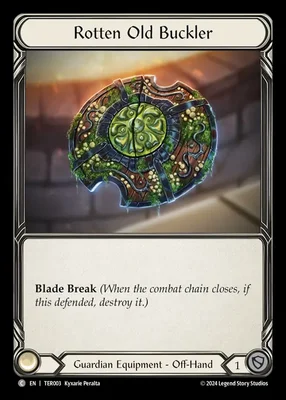 Rotten Old Buckler
Blade Break (When the combat chain closes, if
this defended, destroy it.)
Guardian Equipment - Off-Hand
1
C EN | TER003 Kyxarie Peralta
©2024 Legend Story Studios